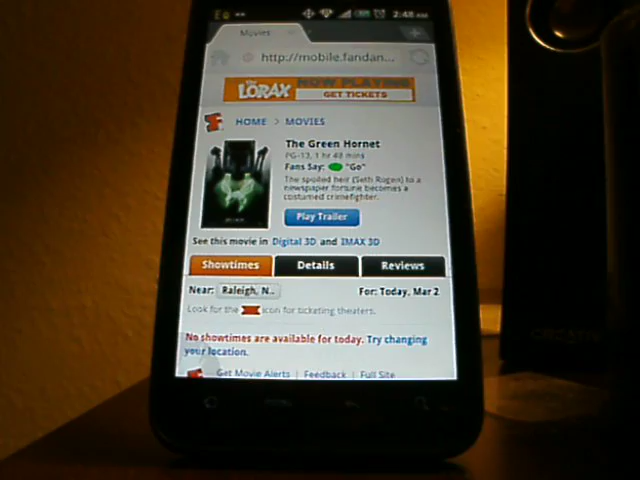 2:48 AM
Movies
http://mobile.fandan...
The LORAX NOW PLAYING
GET TICKETS
HOME > MOVIES
The Green Hornet
PG-13, 1 hr 49 mins
Fans Say: "Go"
The spoiled heir (Seth Rogen) to a
newspaper fortune becomes a
costumed crimefighter.
Play Trailer
See this movie in Digital 3D and IMAX 3D
Showtimes Details Reviews
Near: Raleigh, N.. For: Today, Mar 2
Look for the icon for ticketing theaters.
No showtimes are available for today. Try changing
your location.
Get Movie Alerts | Feedback | Full Site